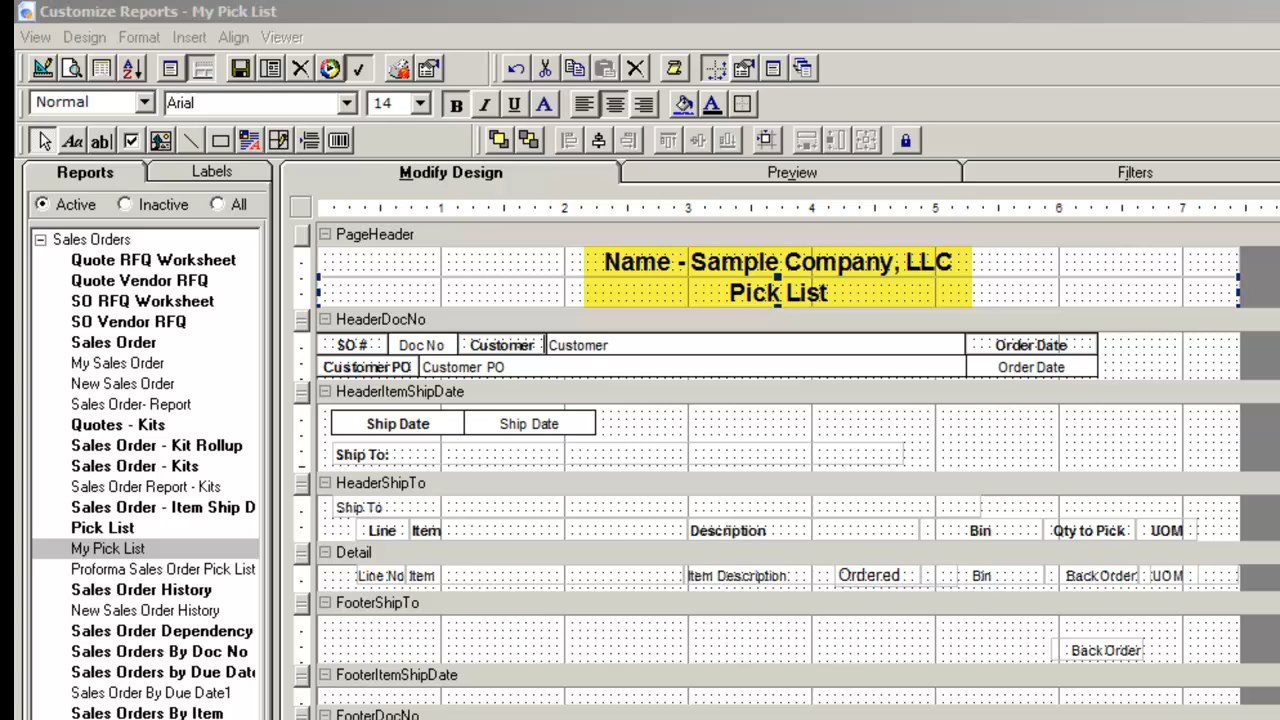 Customize Reports - My Pick List
View Design Format Insert Align Viewer
Normal Arial 14 B I U A
Aa ab|
Reports Labels Modify Design Preview Filters
Active Inactive All
1 2 3 4 5 6 7
Sales Orders
Quote RFQ Worksheet
Quote Vendor RFQ
SO RFQ Worksheet
SO Vendor RFQ
Sales Order
My Sales Order
New Sales Order
Sales Order- Report
Quotes - Kits
Sales Order - Kit Rollup
Sales Order - Kits
Sales Order Report - Kits
Sales Order - Item Ship D
Pick List
My Pick List
Proforma Sales Order Pick List
Sales Order History
New Sales Order History
Sales Order Dependency
Sales Orders By Doc No
Sales Orders by Due Dat
Sales Order By Due Date1
Sales Orders By Item
PageHeader
Name - Sample Company, LLC
Pick List
HeaderDocNo
SO # Doc No Customer Customer Order Date
Customer PO Customer PO Order Date
HeaderItemShipDate
Ship Date Ship Date
Ship To:
HeaderShipTo
Ship To
Line Item Description Bin Qty to Pick UOM
Detail
Line No Item Item Description Ordered Bin Back Order UOM
FooterShipTo
Back Order
FooterItemShipDate
FooterDocNo